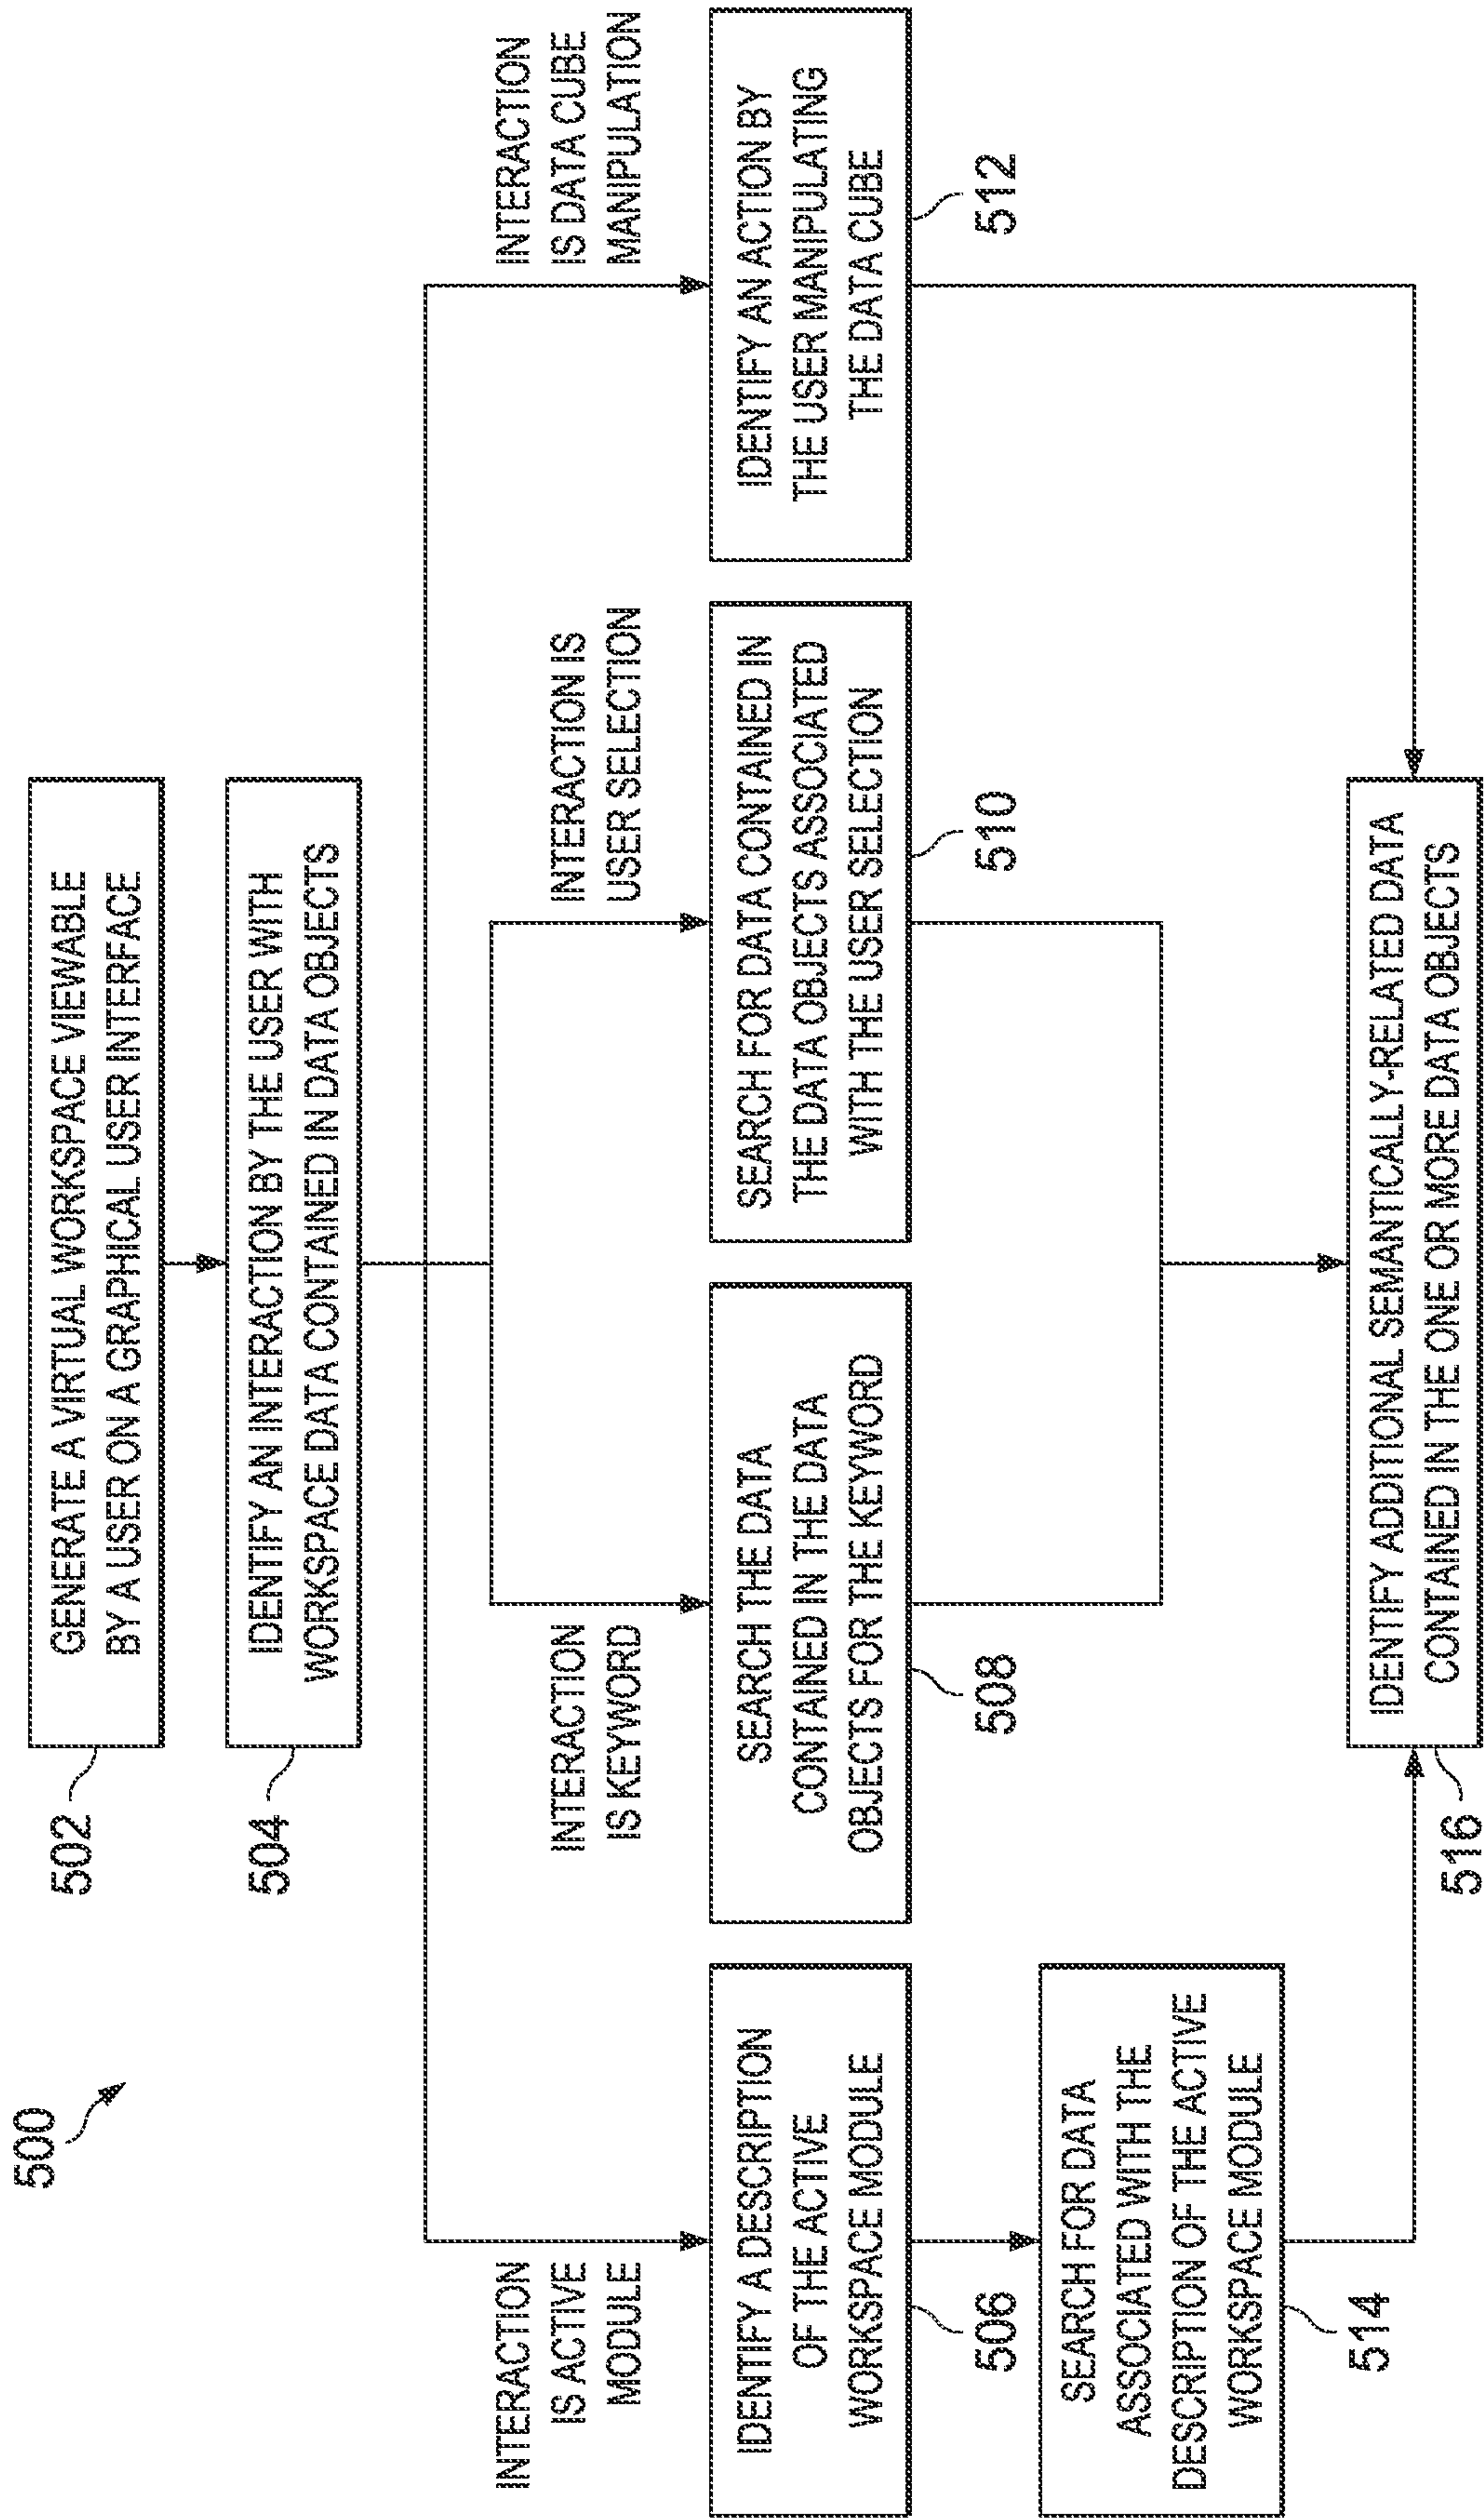 500
502
GENERATE A VIRTUAL WORKSPACE VIEWABLE
BY A USER ON A GRAPHICAL USER INTERFACE
504
IDENTIFY AN INTERACTION BY THE USER WITH
WORKSPACE DATA CONTAINED IN DATA OBJECTS
INTERACTION
IS ACTIVE
MODULE
INTERACTION
IS KEYWORD
INTERACTION IS
USER SELECTION
INTERACTION
IS DATA CUBE
MANIPULATION
IDENTIFY A DESCRIPTION
OF THE ACTIVE
WORKSPACE MODULE
506
SEARCH THE DATA
CONTAINED IN THE DATA
OBJECTS FOR THE KEYWORD
508
SEARCH FOR DATA CONTAINED IN
THE DATA OBJECTS ASSOCIATED
WITH THE USER SELECTION
510
IDENTIFY AN ACTION BY
THE USER MANIPULATING
THE DATA CUBE
512
SEARCH FOR DATA
ASSOCIATED WITH THE
DESCRIPTION OF THE ACTIVE
WORKSPACE MODULE
514
IDENTIFY ADDITIONAL SEMANTICALLY-RELATED DATA
CONTAINED IN THE ONE OR MORE DATA OBJECTS
516